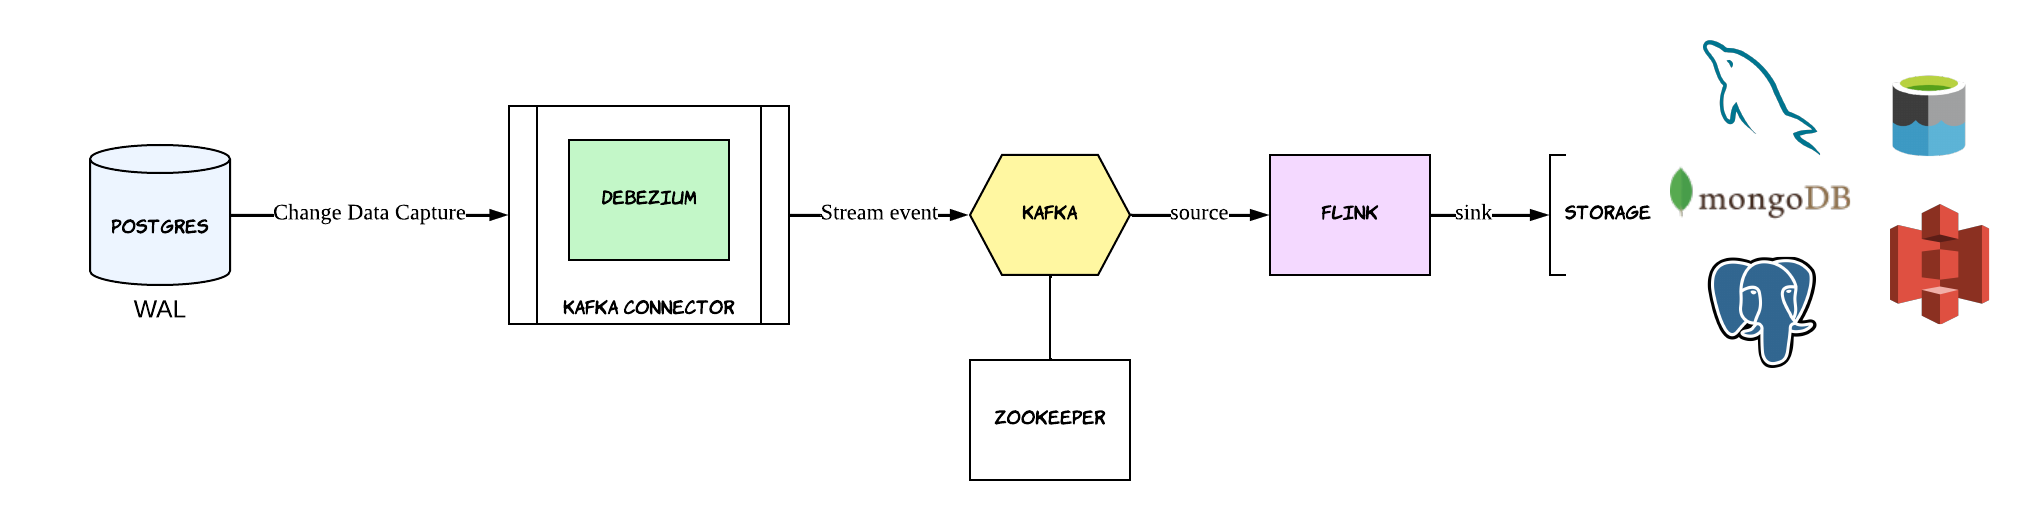 POSTGRES
WAL
Change Data Capture
DEBEZIUM
KAFKA CONNECTOR
Stream event
KAFKA
ZOOKEEPER
source
FLINK
sink
STORAGE
mongoDB